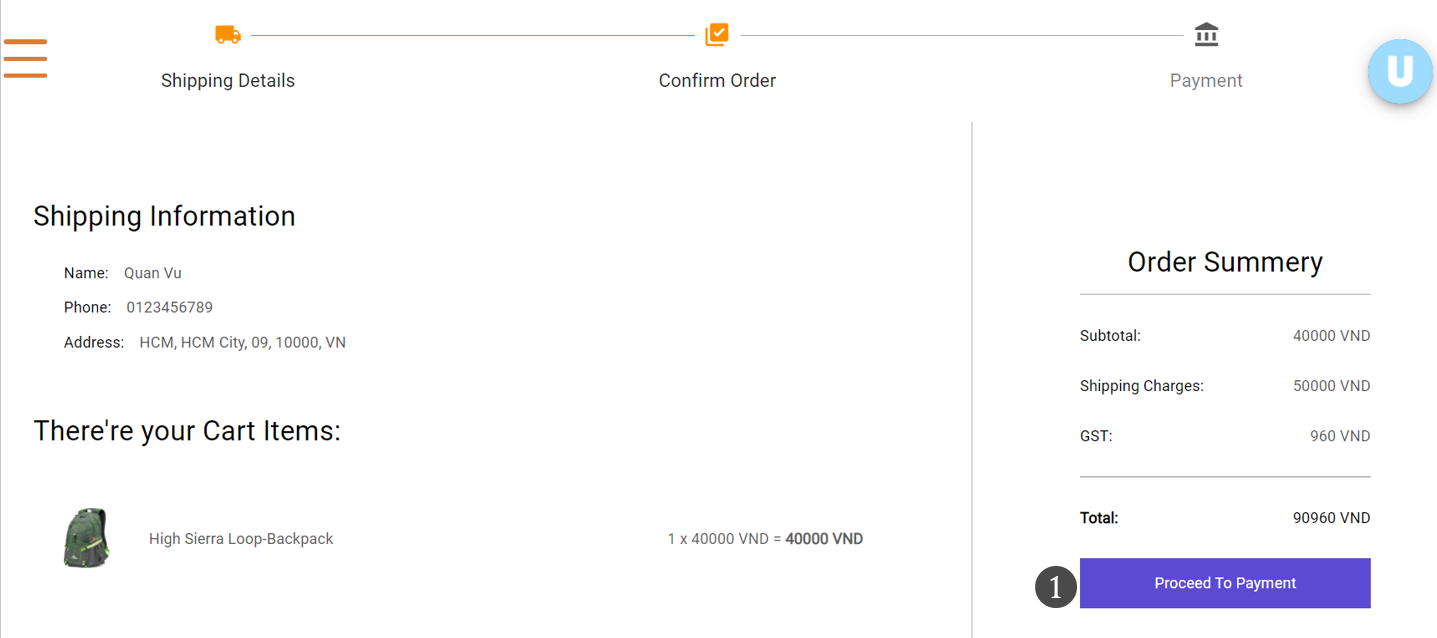 Shipping Details
Confirm Order
Payment
U
Shipping Information
Name: Quan Vu
Phone: 0123456789
Address: HCM, HCM City, 09, 10000, VN
There're your Cart Items:
High Sierra Loop-Backpack 1 x 40000 VND = 40000 VND
Order Summery
Subtotal: 40000 VND
Shipping Charges: 50000 VND
GST: 960 VND
Total: 90960 VND
1 Proceed To Payment